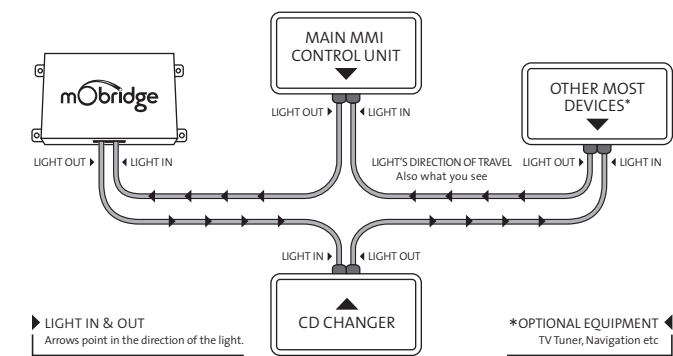 MAIN MMI
CONTROL UNIT
mObridge
OTHER MOST
DEVICES*
LIGHT OUT
LIGHT IN
LIGHT OUT
LIGHT IN
LIGHT'S DIRECTION OF TRAVEL
Also what you see
LIGHT OUT
LIGHT IN
LIGHT IN
LIGHT OUT
CD CHANGER
LIGHT IN & OUT
Arrows point in the direction of the light.
*OPTIONAL EQUIPMENT
TV Tuner, Navigation etc